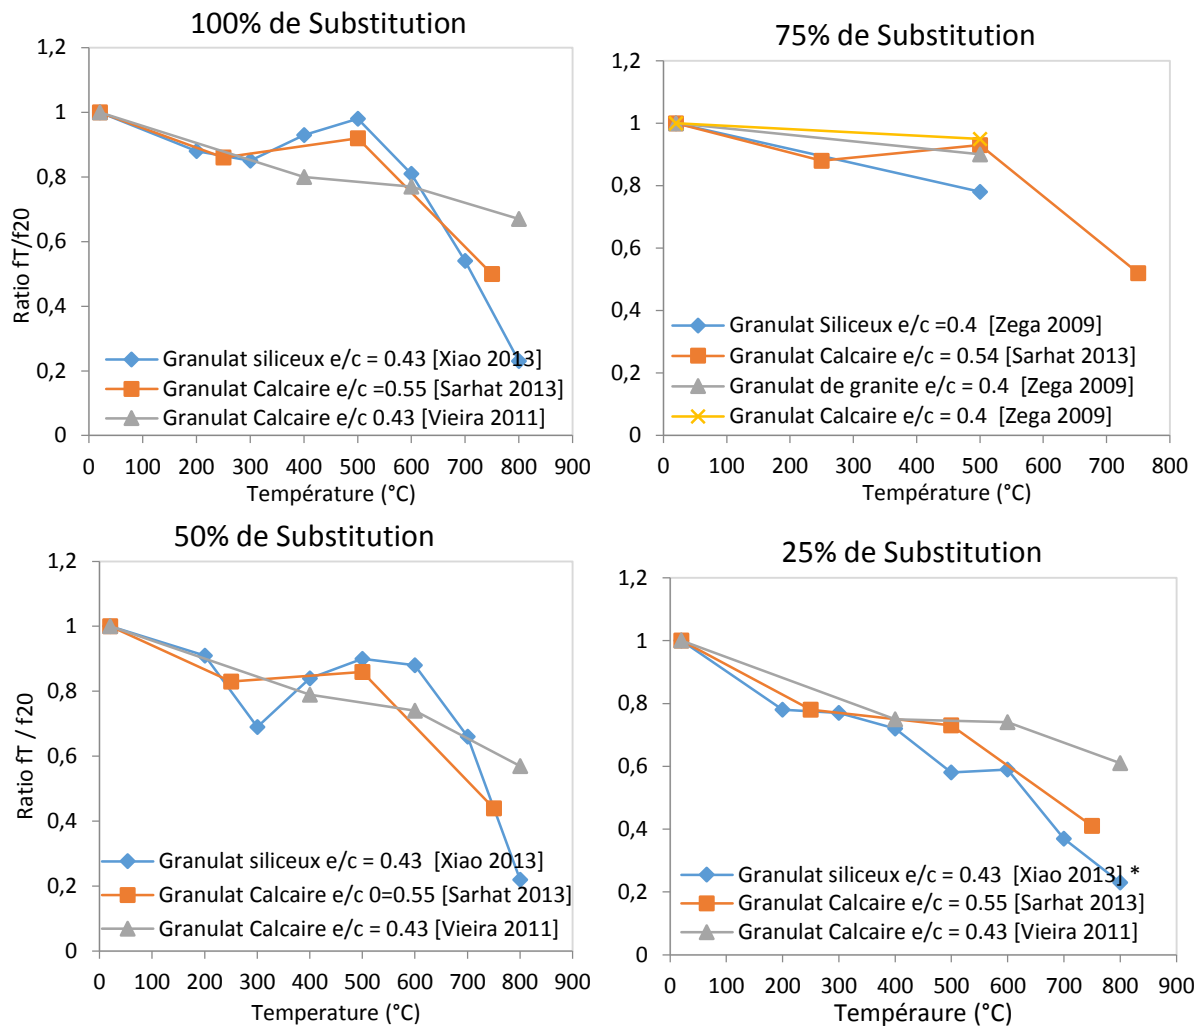 100% de Substitution
1,2
1
0,8
0,6
0,4
0,2
0
Ratio fT/f20
Granulat siliceux e/c = 0.43 [Xiao 2013]
Granulat Calcaire e/c =0.55 [Sarhat 2013]
Granulat Calcaire e/c 0.43 [Vieira 2011]
0 100 200 300 400 500 600 700 800 900
Température (°C)
75% de Substitution
1,2
1
0,8
0,6
0,4
0,2
0
Granulat Siliceux e/c =0.4 [Zega 2009]
Granulat Calcaire e/c = 0.54 [Sarhat 2013]
Granulat de granite e/c = 0.4 [Zega 2009]
Granulat Calcaire e/c = 0.4 [Zega 2009]
0 100 200 300 400 500 600 700 800
Température (°C)
50% de Substitution
1,2
1
0,8
0,6
0,4
0,2
0
Ratio fT / f20
Granulat siliceux e/c = 0.43 [Xiao 2013]
Granulat Calcaire e/c 0=0.55 [Sarhat 2013]
Granulat Calcaire e/c = 0.43 [Vieira 2011]
0 100 200 300 400 500 600 700 800 900
Temperature (°C)
25% de Substitution
1,2
1
0,8
0,6
0,4
0,2
0
Granulat siliceux e/c = 0.43 [Xiao 2013] *
Granulat Calcaire e/c = 0.55 [Sarhat 2013]
Granulat Calcaire e/c = 0.43 [Vieira 2011]
0 100 200 300 400 500 600 700 800 900
Tempéraure (°C)